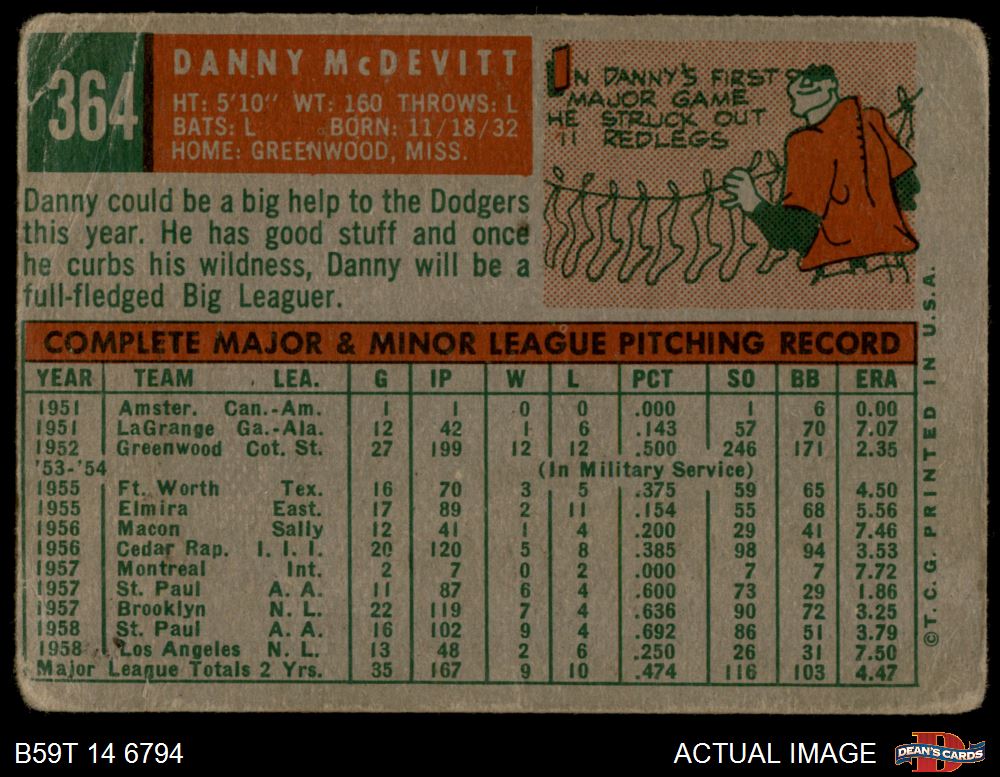 364
DANNY McDEVITT
HT: 5'10" WT: 160 THROWS: L
BATS: L BORN: 11/18/32
HOME: GREENWOOD, MISS.
IN DANNY'S FIRST
MAJOR GAME
HE STRUCK OUT
11 REDLEGS
Danny could be a big help to the Dodgers
this year. He has good stuff and once
he curbs his wildness, Danny will be a
full-fledged Big Leaguer.
COMPLETE MAJOR & MINOR LEAGUE PITCHING RECORD
YEAR TEAM LEA. G IP W L PCT SO BB ERA
1951 Amster. Can.-Am. 1 1 0 0 .000 1 6 0.00
1951 LaGrange Ga.-Ala. 12 42 1 6 .143 57 70 7.07
1952 Greenwood Cot. St. 27 199 12 12 .500 246 171 2.35
'53-'54 (In Military Service)
1955 Ft. Worth Tex. 16 70 3 5 .375 59 65 4.50
1955 Elmira East. 17 89 2 11 .154 55 68 5.56
1956 Macon Sally 12 41 1 4 .200 29 41 7.46
1956 Cedar Rap. I. I. I. 20 120 5 8 .385 98 94 3.53
1957 Montreal Int. 2 7 0 2 .000 7 7 7.72
1957 St. Paul A. A. 11 87 6 4 .600 73 29 1.86
1957 Brooklyn N. L. 22 119 7 4 .636 90 72 3.25
1958 St. Paul A. A. 16 102 9 4 .692 86 51 3.79
1958 Los Angeles N. L. 13 48 2 6 .250 26 31 7.50
Major League Totals 2 Yrs. 35 167 9 10 .474 116 103 4.47
©T.C.G. PRINTED IN U.S.A.
B59T 14 6794
ACTUAL IMAGE
D
DEAN'S CARDS